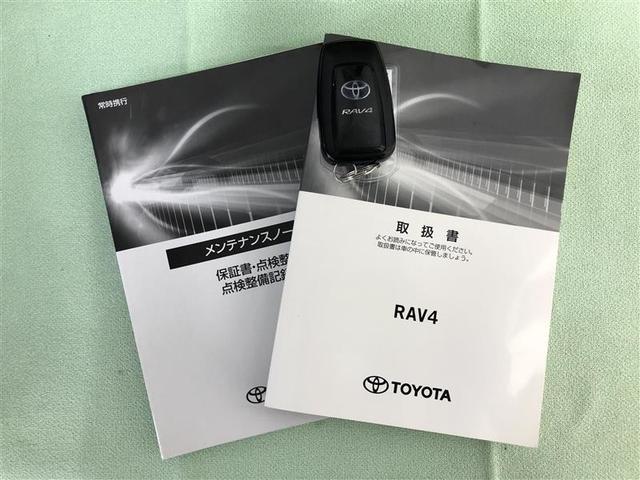 常時携行
メンテナンスノー
保証書・点検整
点検整備記録
RAV4
取扱書
よくお読みになってご使用ください。
取扱書は車の中に保管しましょう。
RAV4
TOYOTA